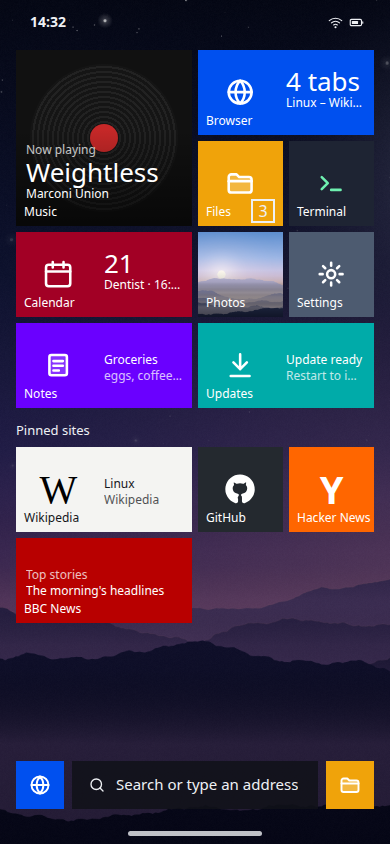 14:32
Now playing
Weightless
Marconi Union
Music
4 tabs
Linux – Wiki...
Browser
Files
3
Terminal
21
Dentist · 16:...
Calendar
Photos
Settings
Groceries
eggs, coffee...
Notes
Update ready
Restart to i...
Updates
Pinned sites
W
Linux
Wikipedia
Wikipedia
GitHub
Y
Hacker News
Top stories
The morning's headlines
BBC News
Search or type an address